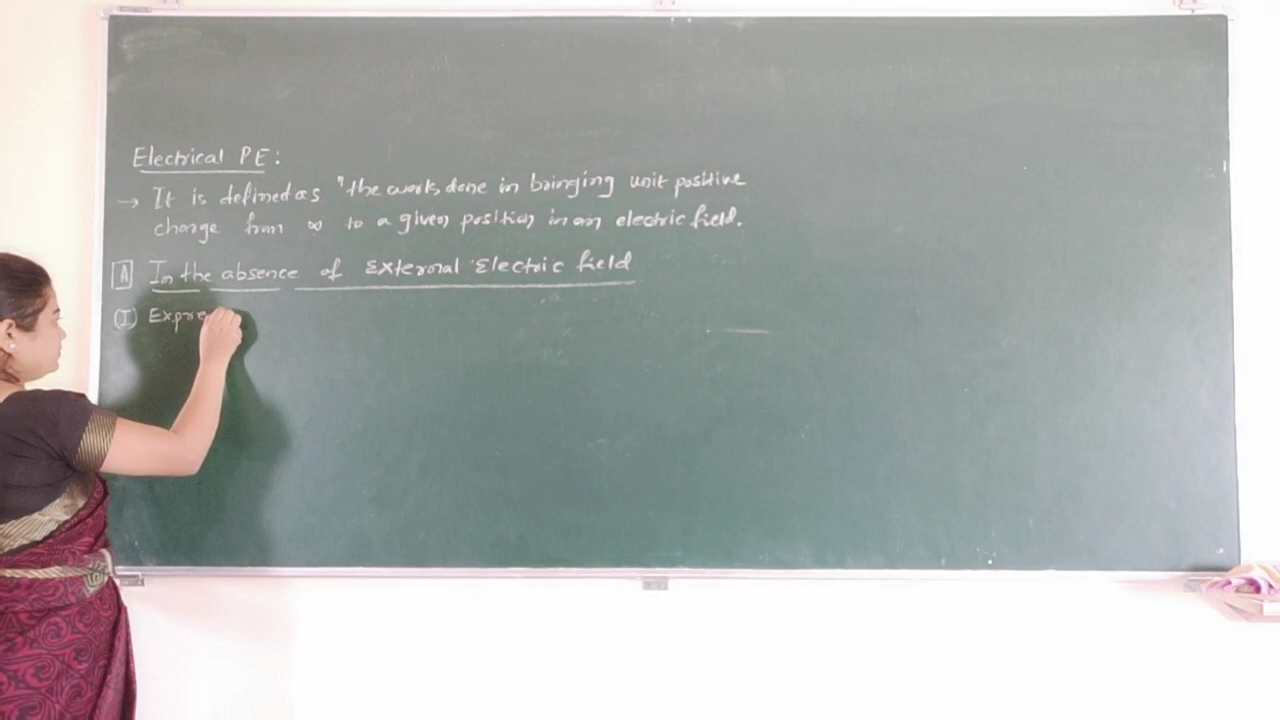 Electrical PE:
→ It is defined as "the work done in bringing unit positive
charge from ∞ to a given position in an electric field.
A In the absence of External Electric field
(I) Expre